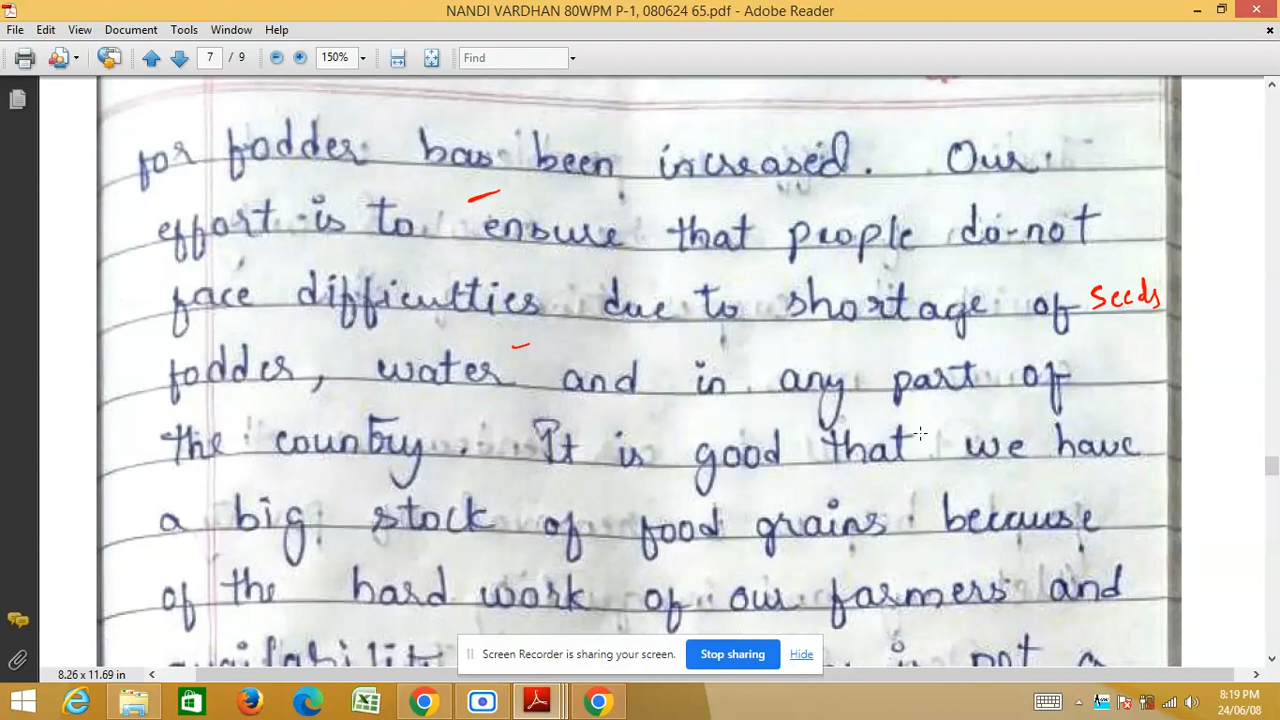 NANDI VARDHAN 80WPM P-1, 080624 65.pdf - Adobe Reader
File Edit View Document Tools Window Help
7 / 9 150% Find
for fodder has been increased. Our
effort is to ensure that people do-not
face difficulties due to shortage of seeds
fodder, water and in any part of
the country. It is good that we have
a big stock of food grains because
of the hard work of our farmers and
availability is not a
Screen Recorder is sharing your screen. Stop sharing Hide
8.26 x 11.69 in
8:19 PM
24/06/08